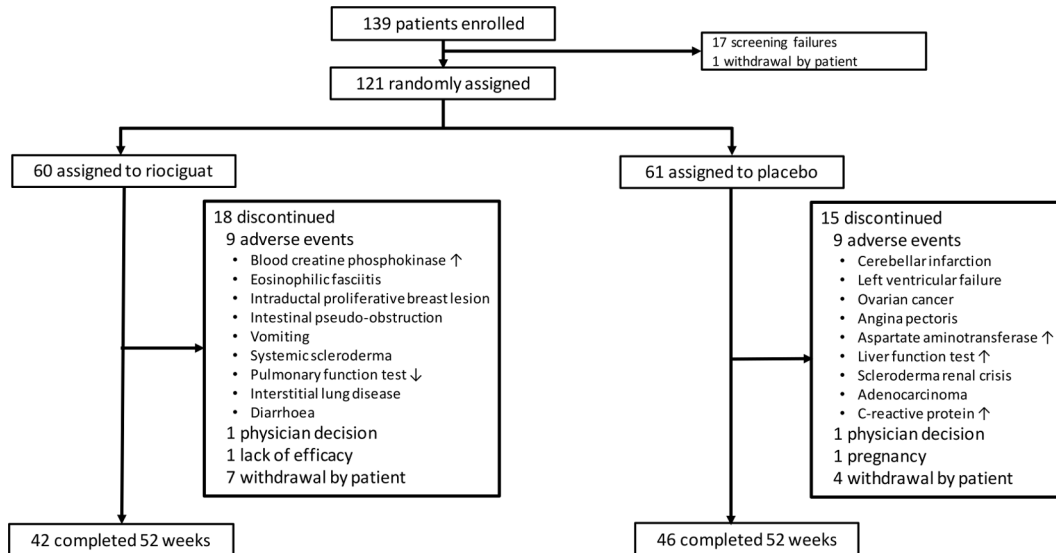 139 patients enrolled
17 screening failures
1 withdrawal by patient
121 randomly assigned
60 assigned to riociguat
61 assigned to placebo
18 discontinued
9 adverse events
• Blood creatine phosphokinase ↑
• Eosinophilic fasciitis
• Intraductal proliferative breast lesion
• Intestinal pseudo-obstruction
• Vomiting
• Systemic scleroderma
• Pulmonary function test ↓
• Interstitial lung disease
• Diarrhoea
1 physician decision
1 lack of efficacy
7 withdrawal by patient
15 discontinued
9 adverse events
• Cerebellar infarction
• Left ventricular failure
• Ovarian cancer
• Angina pectoris
• Aspartate aminotransferase ↑
• Liver function test ↑
• Scleroderma renal crisis
• Adenocarcinoma
• C-reactive protein ↑
1 physician decision
1 pregnancy
4 withdrawal by patient
42 completed 52 weeks
46 completed 52 weeks